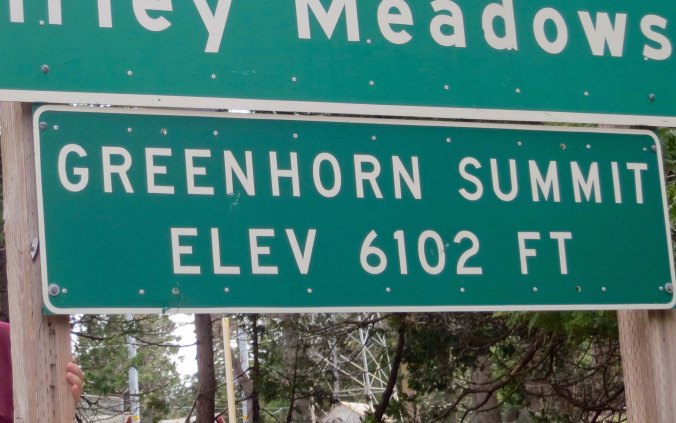 Meadows
GREENHORN SUMMIT
ELEV 6102 FT